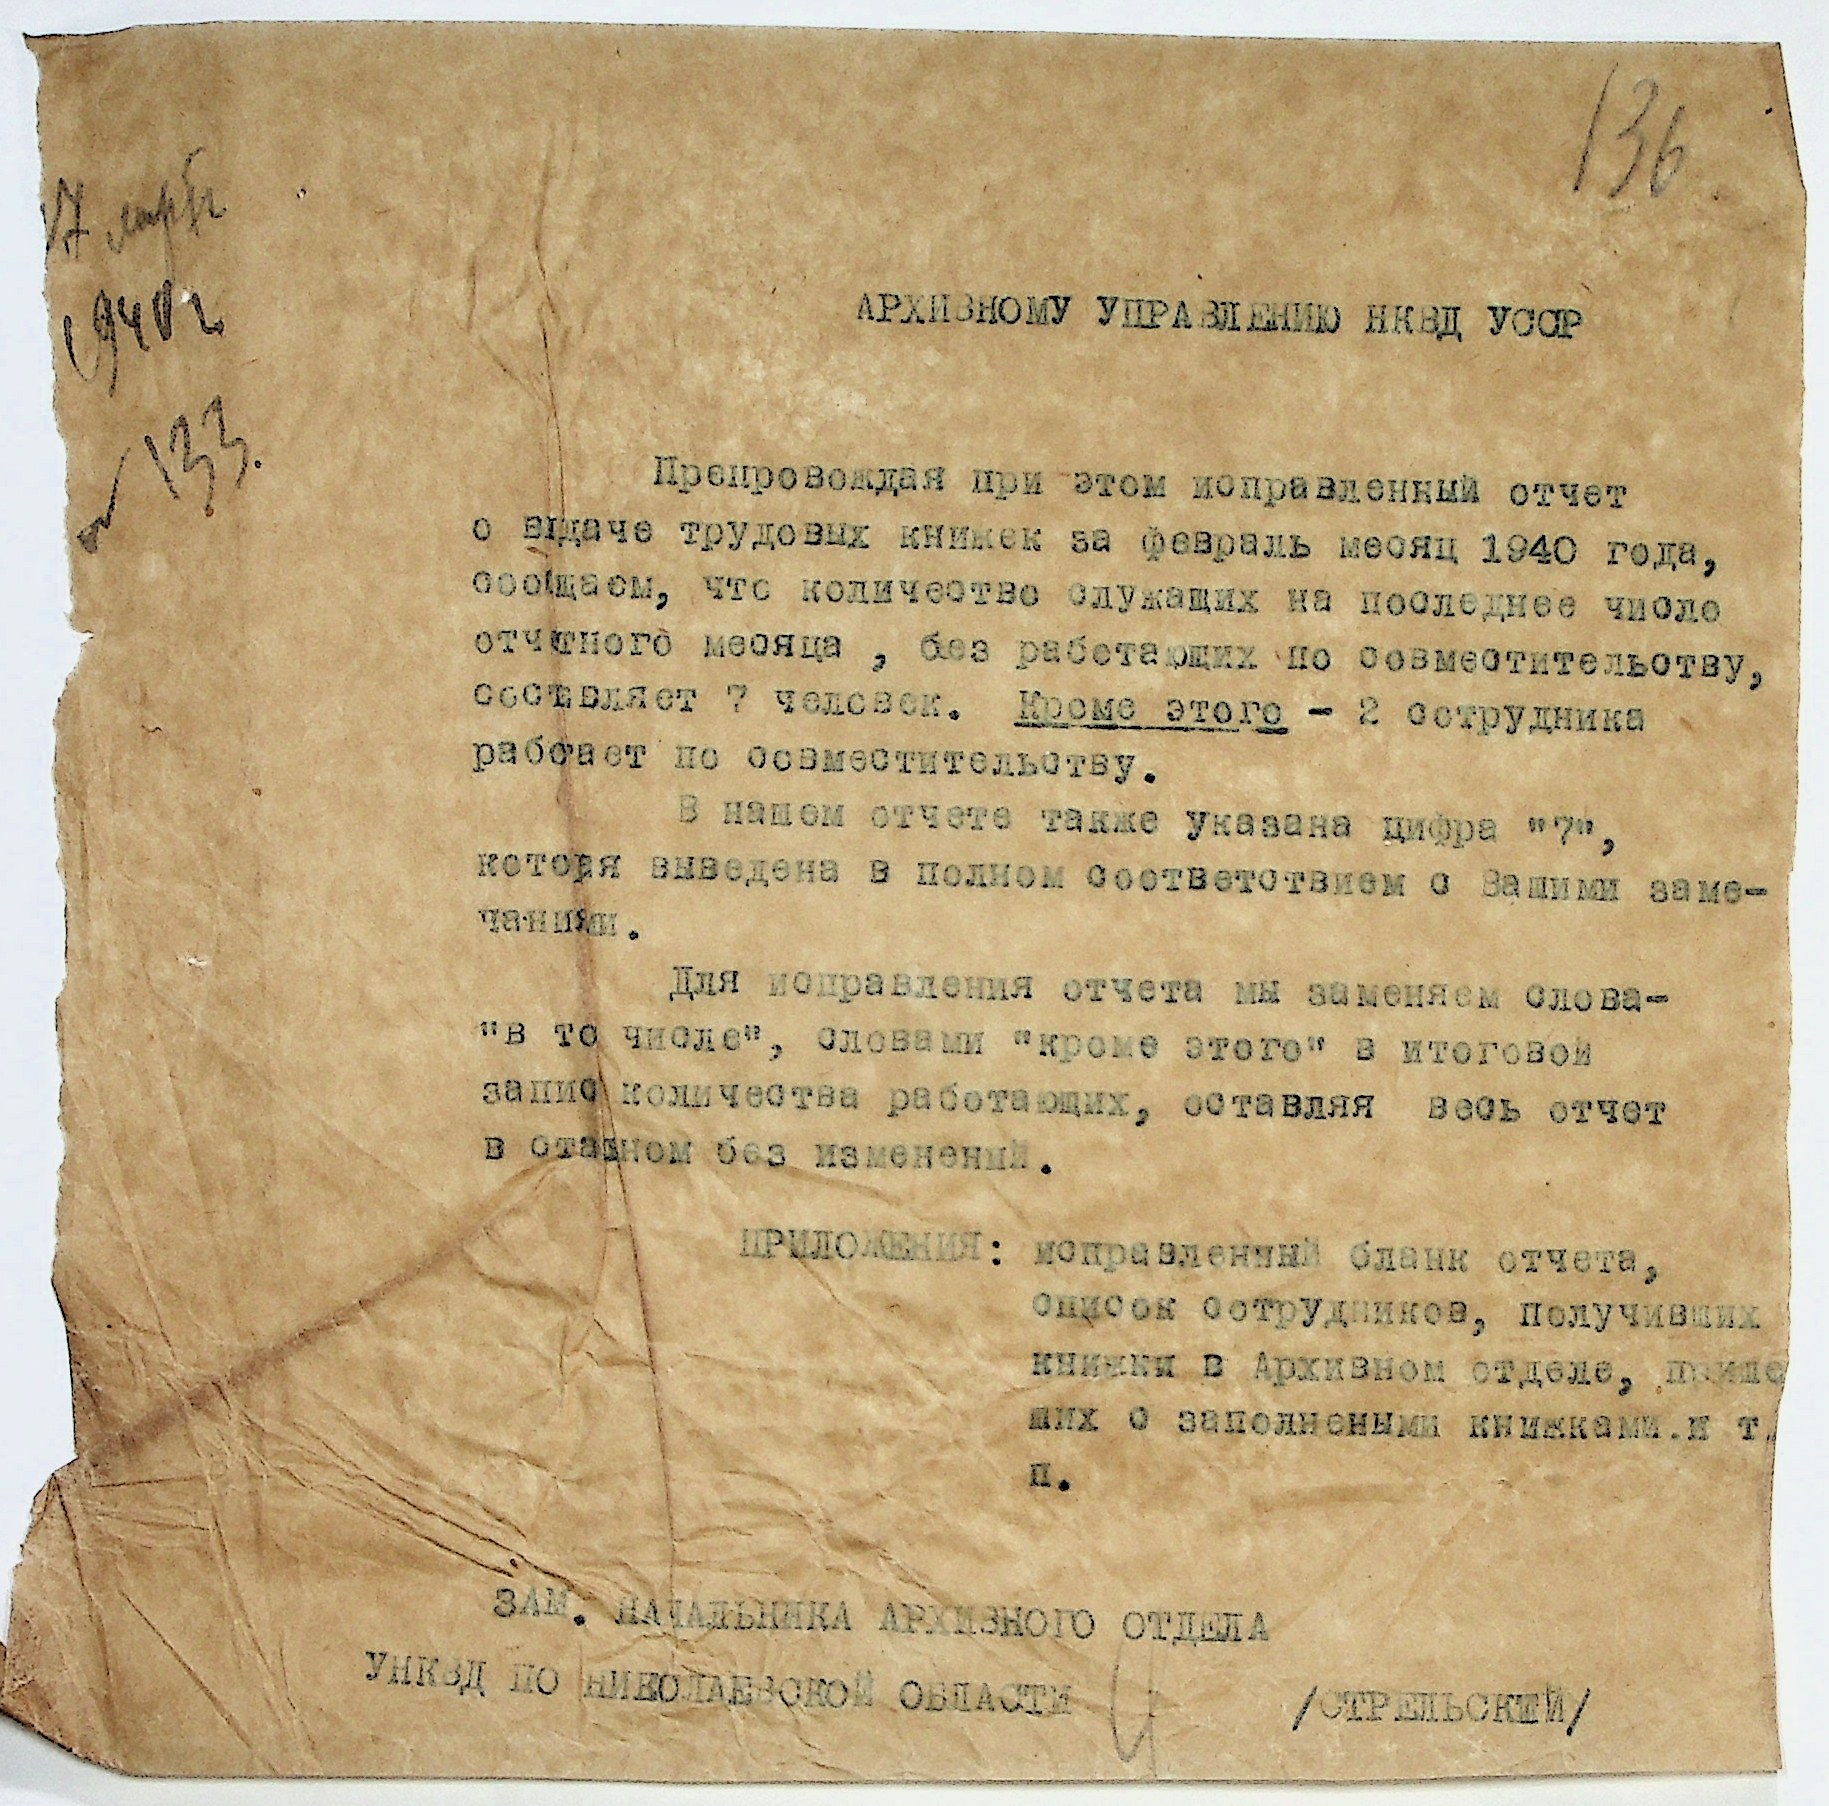 136
17 марта
1940 г.
№ 133.
АРХИВНОМУ УПРАВЛЕНИЮ НКВД УССР
Препровождая при этом исправленный отчет
о выдаче трудовых книжек за февраль месяц 1940 года,
сообщаем, что количество служащих на последнее число
отчетного месяца , без работающих по совместительству,
составляет 7 человек. Кроме этого - 2 сотрудника
работает по совместительству.
В нашем отчете также указана цифра "7",
которая выведена в полном соответствием с Вашими заме-
чаниями.
Для исправления отчета мы заменяем слова-
"в то числе", словами "кроме этого" в итоговой
запис количества работающих, оставляя весь отчет
в стадном без изменений.
ПРИЛОЖЕНИЯ: исправленный бланк отчета,
список сотрудников, Получивших
книжки в Архивном отделе, прише
ших с заполнеными книжками.и т.
п.
ЗАМ. НАЧАЛЬНИКА АРХИВНОГО ОТДЕЛА
УНКВД ПО НИКОЛАЕВСКОЙ ОБЛАСТИ /СТРЕЛЬСКИЙ/